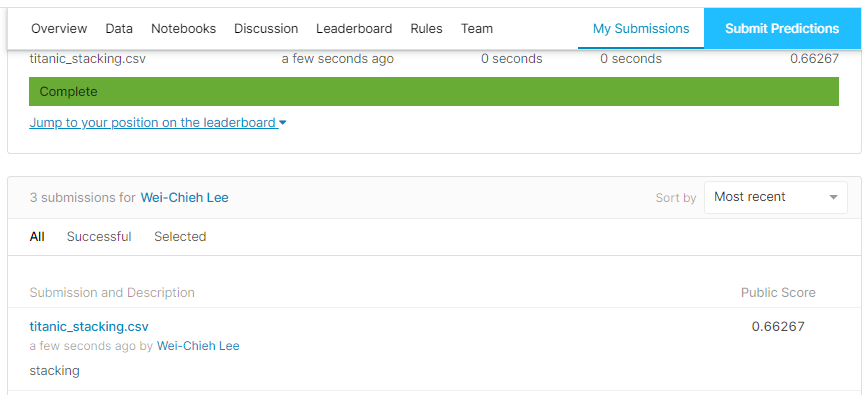 Overview Data Notebooks Discussion Leaderboard Rules Team My Submissions Submit Predictions
titanic_stacking.csv a few seconds ago 0 seconds 0 seconds 0.66267
Complete
Jump to your position on the leaderboard
3 submissions for Wei-Chieh Lee Sort by Most recent
All Successful Selected
Submission and Description Public Score
titanic_stacking.csv 0.66267
a few seconds ago by Wei-Chieh Lee
stacking